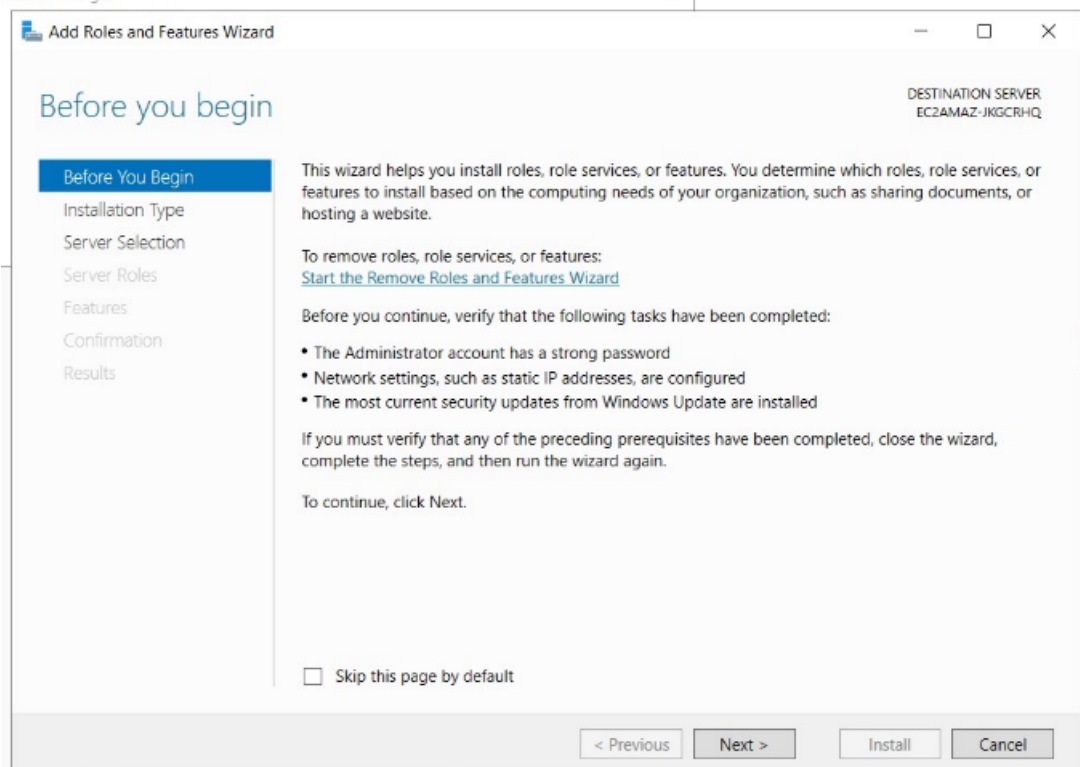 Add Roles and Features Wizard
Before you begin
DESTINATION SERVER
EC2AMAZ-JKGCRHQ
Before You Begin
Installation Type
Server Selection
Server Roles
Features
Confirmation
Results
This wizard helps you install roles, role services, or features. You determine which roles, role services, or
features to install based on the computing needs of your organization, such as sharing documents, or
hosting a website.
To remove roles, role services, or features:
Start the Remove Roles and Features Wizard
Before you continue, verify that the following tasks have been completed:
• The Administrator account has a strong password
• Network settings, such as static IP addresses, are configured
• The most current security updates from Windows Update are installed
If you must verify that any of the preceding prerequisites have been completed, close the wizard,
complete the steps, and then run the wizard again.
To continue, click Next.
Skip this page by default
< Previous
Next >
Install
Cancel